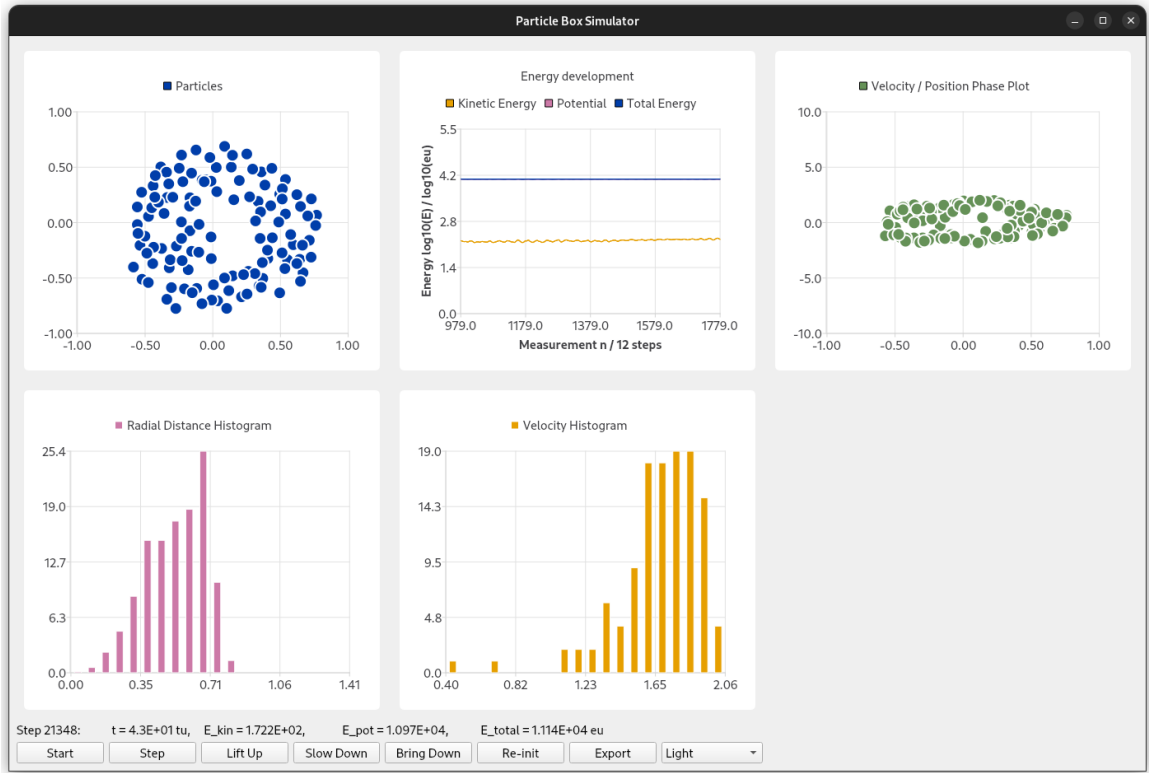 Particle Box Simulator
Particles
1.00
0.50
0.00
-0.50
-1.00
-1.00 -0.50 0.00 0.50 1.00
Energy development
Kinetic Energy Potential Total Energy
Energy log10(E) / log10(eu)
5.5
4.2
2.8
1.4
0.0
979.0 1179.0 1379.0 1579.0 1779.0
Measurement n / 12 steps
Velocity / Position Phase Plot
10.0
5.0
0.0
-5.0
-10.0
-1.00 -0.50 0.00 0.50 1.00
Radial Distance Histogram
25.4
19.0
12.7
6.3
0.0
0.00 0.35 0.71 1.06 1.41
Velocity Histogram
19.0
14.3
9.5
4.8
0.0
0.40 0.82 1.23 1.65 2.06
Step 21348: t = 4.3E+01 tu, E_kin = 1.722E+02, E_pot = 1.097E+04, E_total = 1.114E+04 eu
Start Step Lift Up Slow Down Bring Down Re-init Export Light